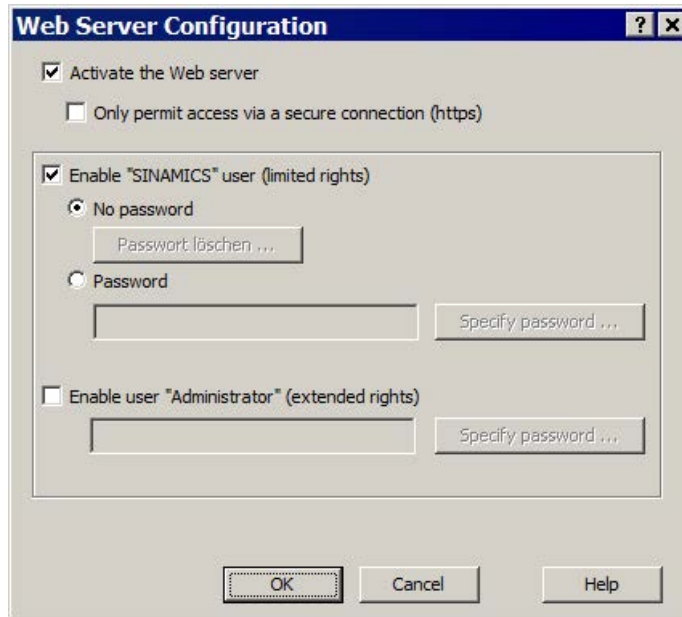 Web Server Configuration
Activate the Web server
Only permit access via a secure connection (https)
Enable "SINAMICS" user (limited rights)
No password
Passwort löschen ...
Password
Specify password ...
Enable user "Administrator" (extended rights)
Specify password ...
OK Cancel Help